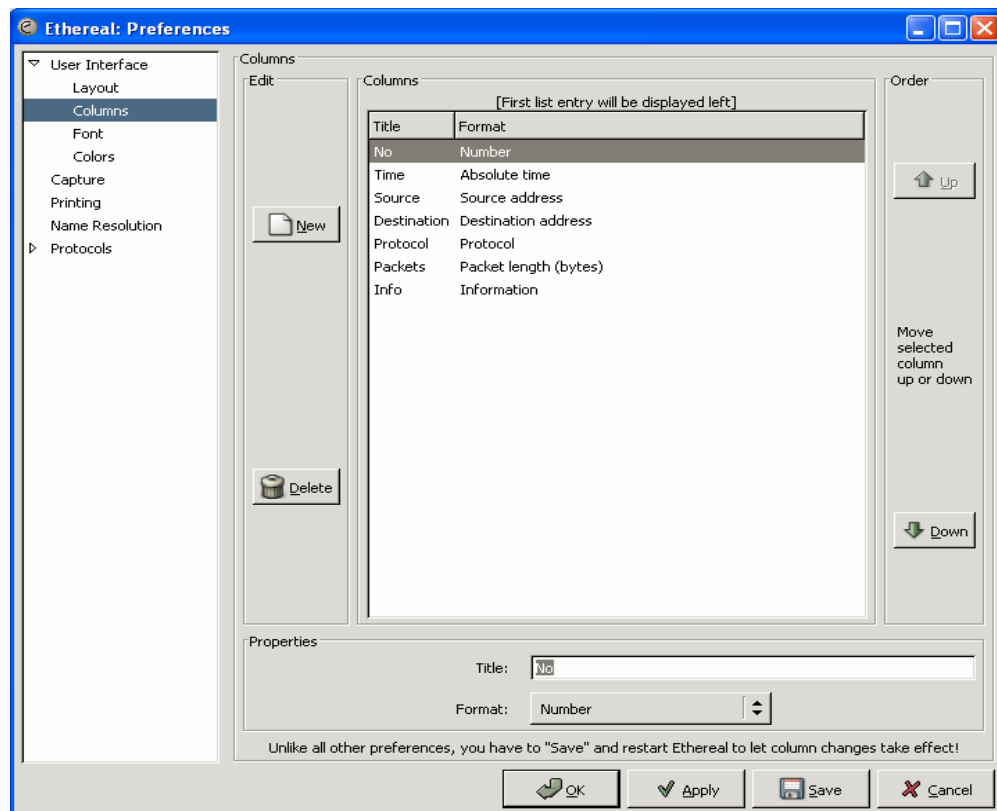 Ethereal: Preferences
User Interface
Layout
Columns
Font
Colors
Capture
Printing
Name Resolution
Protocols
Columns
Edit
New
Delete
Columns
[First list entry will be displayed left]
Title Format
No Number
Time Absolute time
Source Source address
Destination Destination address
Protocol Protocol
Packets Packet length (bytes)
Info Information
Order
Up
Move
selected
column
up or down
Down
Properties
Title: No
Format: Number
Unlike all other preferences, you have to "Save" and restart Ethereal to let column changes take effect!
OK Apply Save Cancel